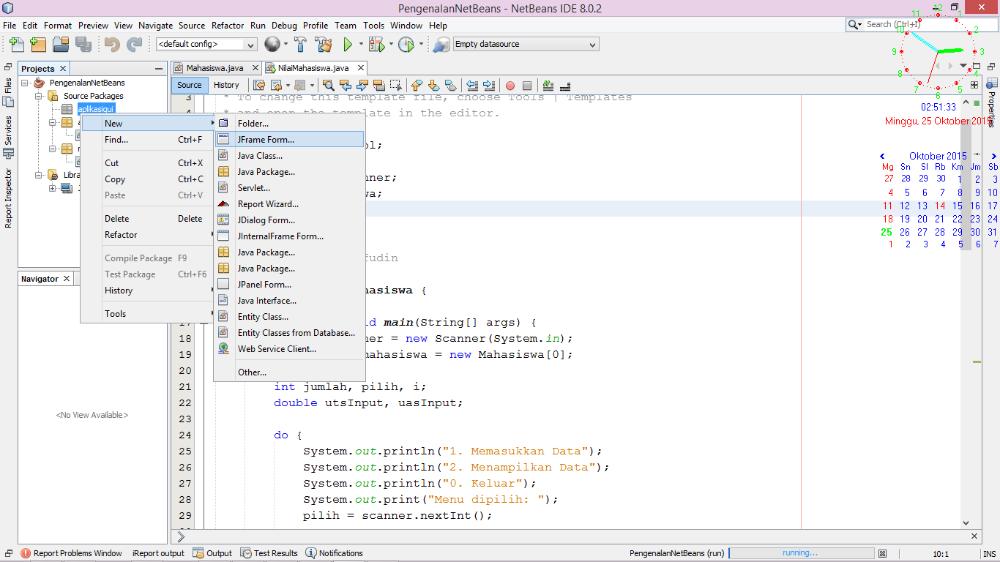 PengenalanNetBeans - NetBeans IDE 8.0.2
File Edit Format Preview View Navigate Source Refactor Run Debug Profile Team Tools Window Help
Search (Ctrl+I)
<default config>
Empty datasource
Projects
Mahasiswa.java
NilaiMahasiswa.java
Files
Services
Report Inspector
PengenalanNetBeans
Source Packages
aplikasigui
Navigator
<No View Available>
New
Find... Ctrl+F
Cut Ctrl+X
Copy Ctrl+C
Paste Ctrl+V
Delete Delete
Refactor
Compile Package F9
Test Package Ctrl+F6
History
Tools
Folder...
JFrame Form...
Java Class...
Java Package...
Servlet...
Report Wizard...
JDialog Form...
JInternalFrame Form...
Java Package...
Java Package...
JPanel Form...
Java Interface...
Entity Class...
Entity Classes from Database...
Web Service Client...
Other...
Source History
3 * To change this template file, choose Tools | Templates
* and open the template in the editor.
ol;
ner;
wa;
fudin
hasiswa {
17 id main(String[] args) {
18 ner = new Scanner(System.in);
19 mahasiswa = new Mahasiswa[0];
20
21 int jumlah, pilih, i;
22 double utsInput, uasInput;
23
24 do {
25 System.out.println("1. Memasukkan Data");
26 System.out.println("2. Menampilkan Data");
27 System.out.println("0. Keluar");
28 System.out.print("Menu dipilih: ");
29 pilih = scanner.nextInt();
12
1
2
3
4
5
6
7
8
9
10
11
02:51:33
Minggu, 25 Oktober 2015
Properties
< Oktober 2015 >
Mg Sn Sl Rb Km Jm Sb
27 28 29 30 1 2 3
4 5 6 7 8 9 10
11 12 13 14 15 16 17
18 19 20 21 22 23 24
25 26 27 28 29 30 31
1 2 3 4 5 6 7
Report Problems Window iReport output Output Test Results Notifications
PengenalanNetBeans (run) running...
10:1 INS